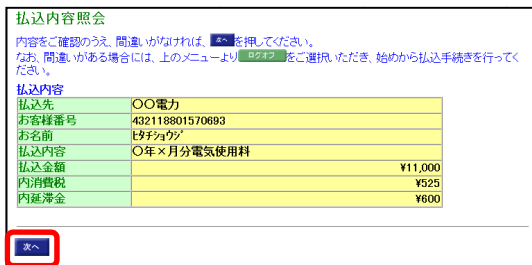 払込内容照会
内容をご確認のうえ、間違いがなければ、 次へ を押してください。
なお、間違いがある場合には、上のメニューより ログオフ をご選択いただき、始めから払込手続きを行ってく
ださい。
払込内容
払込先 〇〇電力
お客様番号 432118801570693
お名前 ﾋﾀﾁｼｮｳｼﾞ
払込内容 〇年×月分電気使用料
払込金額 ¥11,000
内消費税 ¥525
内延滞金 ¥600
次へ